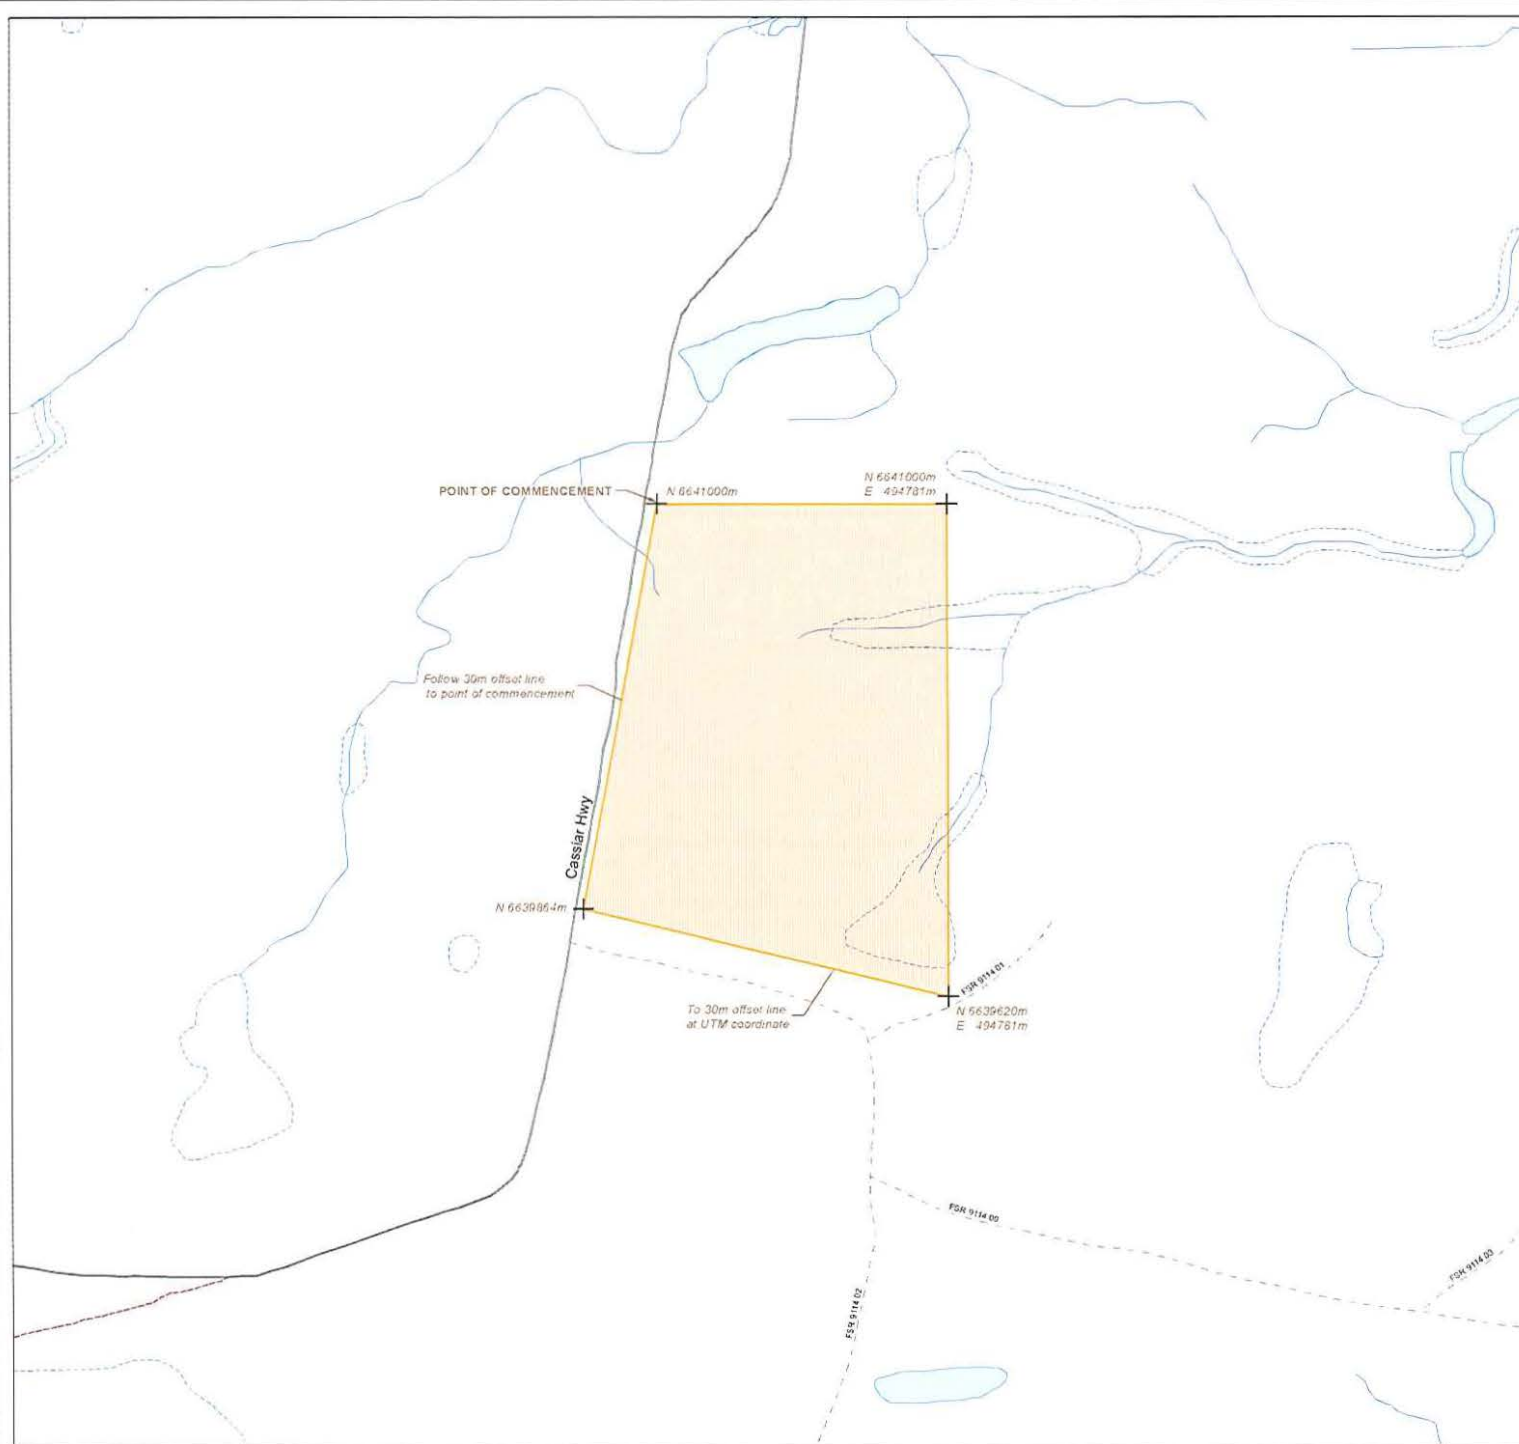 N 6641000m
E 494781m
POINT OF COMMENCEMENT
N 6641000m
Follow 30m offset line
to point of commencement
Cassiar Hwy
N 6639864m
FSR 9114 01
To 30m offset line
at UTM coordinate
N 6639620m
E 494781m
FSR 9114 00
FSR 9114 03
FSR 9114 02